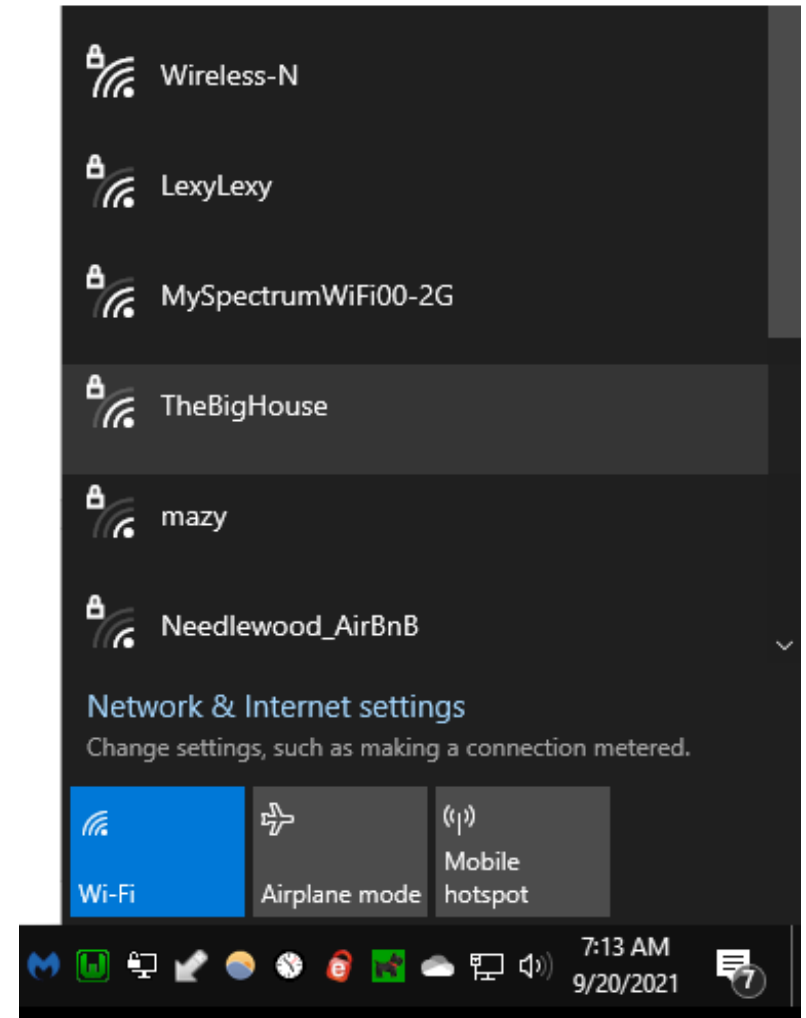 Wireless-N
LexyLexy
MySpectrumWiFi00-2G
TheBigHouse
mazy
Needlewood_AirBnB
Network & Internet settings
Change settings, such as making a connection metered.
Wi-Fi
Airplane mode
Mobile
hotspot
7:13 AM
9/20/2021
7